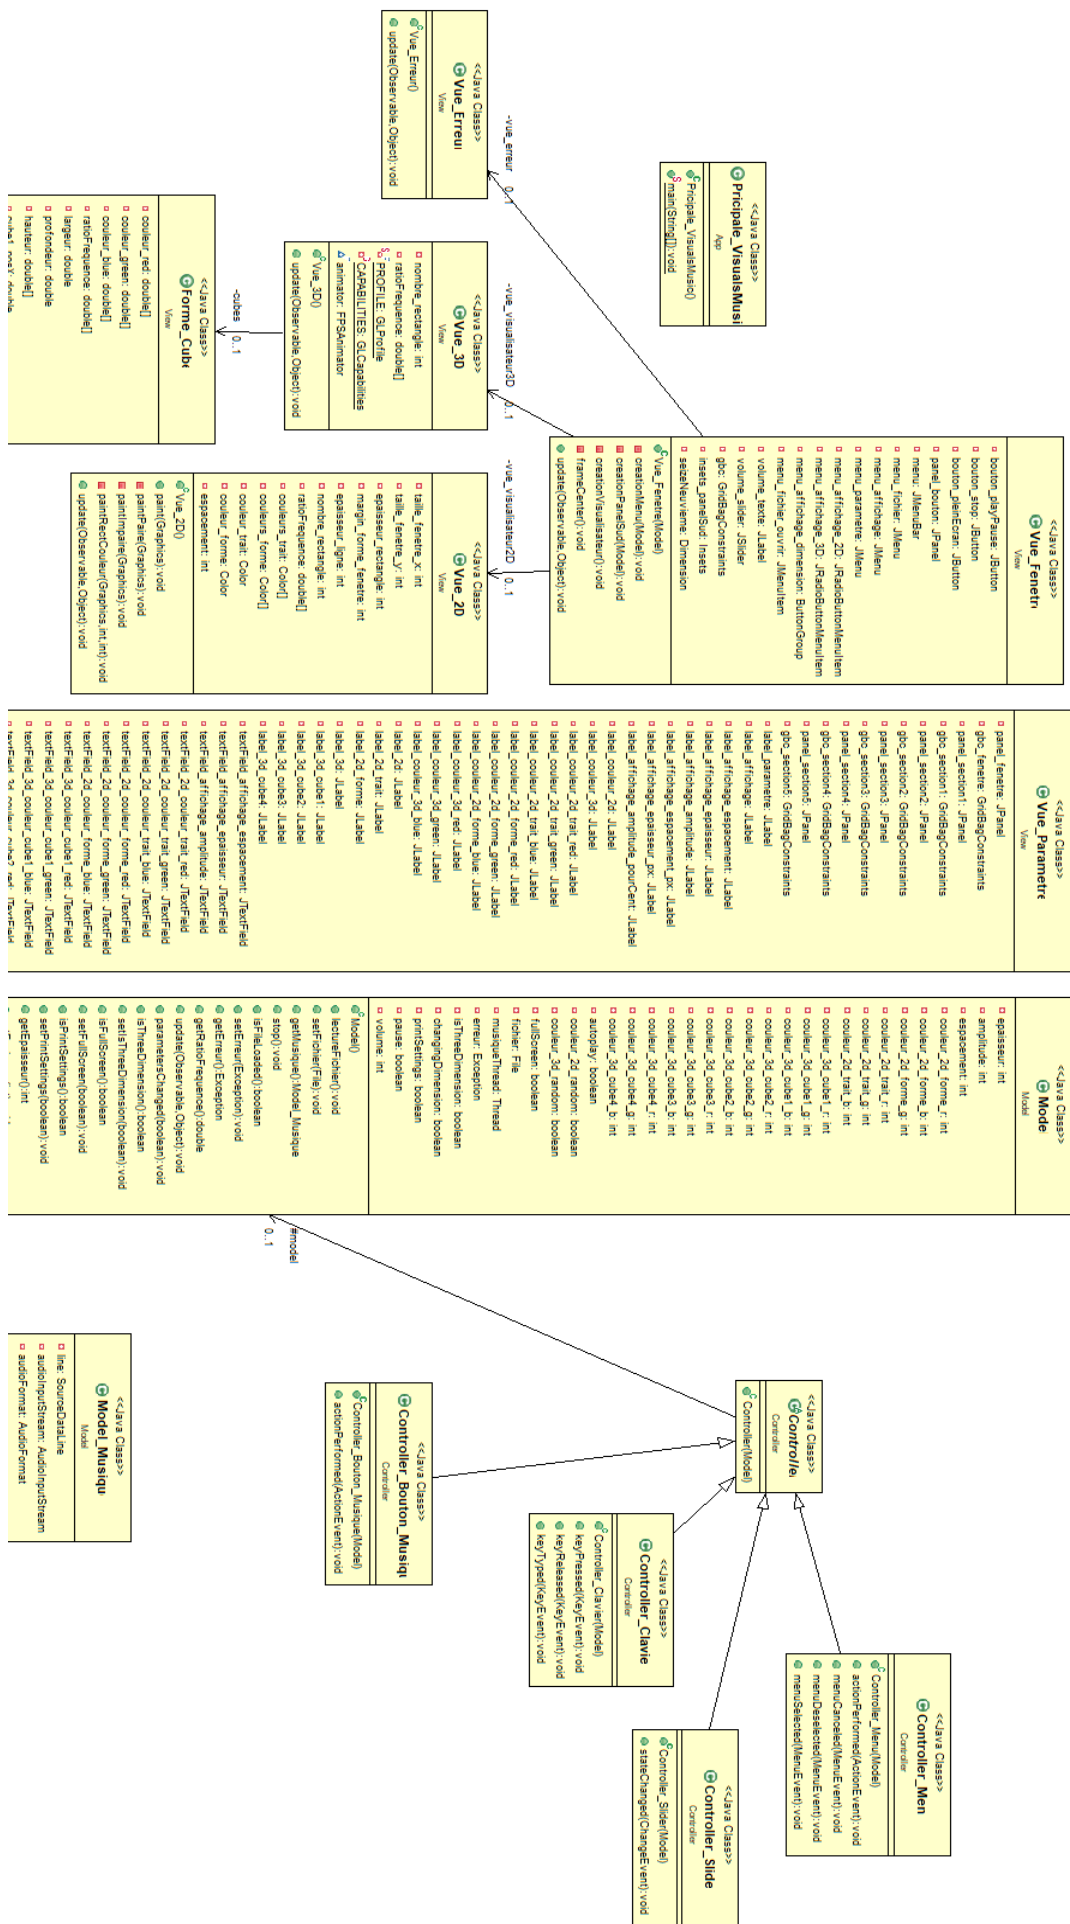 <<Java Class>>
Pricipale_VisualsMusi
App
Pricipale_VisualsMusic()
main(String[]):void
<<Java Class>>
Vue_Erreur
View
Vue_Erreur()
update(Observable,Object):void
-vue_erreur 0..1
<<Java Class>>
Vue_Fenetre
View
bouton_playPause: JButton
bouton_stop: JButton
bouton_pleinEcran: JButton
panel_bouton: JPanel
menu: JMenuBar
menu_fichier: JMenu
menu_affichage: JMenu
menu_parametre: JMenu
menu_affichage_2D: JRadioButtonMenuItem
menu_affichage_3D: JRadioButtonMenuItem
menu_affichage_dimension: ButtonGroup
menu_fichier_ouvrir: JMenuItem
volume_texte: JLabel
volume_slider: JSlider
gbc: GridBagConstraints
insets_panelSud: Insets
seizeNeuvieme: Dimension
Vue_Fenetre(Model)
creationMenu(Model):void
creationPanelSud(Model):void
creationVisualisateur():void
frameCenter():void
update(Observable,Object):void
-vue_visualisateur3D 0..1
-vue_visualisateur2D 0..1
<<Java Class>>
Vue_3D
View
nombre_rectangle: int
ratioFrequence: double[]
PROFILE: GLProfile
CAPABILITIES: GLCapabilities
animator: FPSAnimator
Vue_3D()
update(Observable,Object):void
-cubes 0..1
<<Java Class>>
Forme_Cube
View
couleur_red: double[]
couleur_green: double[]
couleur_blue: double[]
ratioFrequence: double[]
largeur: double
profondeur: double
hauteur: double[]
cube1_posX: double
<<Java Class>>
Vue_2D
View
taille_fenetre_x: int
taille_fenetre_y: int
epaisseur_rectangle: int
margin_forme_fenetre: int
epaisseur_ligne: int
nombre_rectangle: int
ratioFrequence: double[]
couleurs_trait: Color[]
couleurs_forme: Color[]
couleur_trait: Color
couleur_forme: Color
espacement: int
Vue_2D()
paint(Graphics):void
paintPaire(Graphics):void
paintImpaire(Graphics):void
paintRectCouleur(Graphics,int,int):void
update(Observable,Object):void
<<Java Class>>
Vue_Parametre
View
panel_fenetre: JPanel
gbc_fenetre: GridBagConstraints
panel_section1: JPanel
gbc_section1: GridBagConstraints
panel_section2: JPanel
gbc_section2: GridBagConstraints
panel_section3: JPanel
gbc_section3: GridBagConstraints
panel_section4: JPanel
gbc_section4: GridBagConstraints
panel_section5: JPanel
gbc_section5: GridBagConstraints
label_parametre: JLabel
label_affichage: JLabel
label_affichage_espacement: JLabel
label_affichage_epaisseur: JLabel
label_affichage_amplitude: JLabel
label_affichage_espacement_px: JLabel
label_affichage_epaisseur_px: JLabel
label_affichage_amplitude_pourCent: JLabel
label_couleur_2d: JLabel
label_couleur_3d: JLabel
label_couleur_2d_trait_red: JLabel
label_couleur_2d_trait_green: JLabel
label_couleur_2d_trait_blue: JLabel
label_couleur_2d_forme_red: JLabel
label_couleur_2d_forme_green: JLabel
label_couleur_2d_forme_blue: JLabel
label_couleur_3d_red: JLabel
label_couleur_3d_green: JLabel
label_couleur_3d_blue: JLabel
label_2d: JLabel
label_2d_trait: JLabel
label_2d_forme: JLabel
label_3d: JLabel
label_3d_cube1: JLabel
label_3d_cube2: JLabel
label_3d_cube3: JLabel
label_3d_cube4: JLabel
textField_affichage_espacement: JTextField
textField_affichage_epaisseur: JTextField
textField_affichage_amplitude: JTextField
textField_2d_couleur_trait_red: JTextField
textField_2d_couleur_trait_green: JTextField
textField_2d_couleur_trait_blue: JTextField
textField_2d_couleur_forme_red: JTextField
textField_2d_couleur_forme_green: JTextField
textField_2d_couleur_forme_blue: JTextField
textField_3d_couleur_cube1_red: JTextField
textField_3d_couleur_cube1_green: JTextField
textField_3d_couleur_cube1_blue: JTextField
textField_3d_couleur_cube2_red: JTextField
<<Java Class>>
Mode
Model
epaisseur: int
amplitude: int
espacement: int
couleur_2d_forme_r: int
couleur_2d_forme_b: int
couleur_2d_forme_g: int
couleur_2d_trait_r: int
couleur_2d_trait_g: int
couleur_2d_trait_b: int
couleur_3d_cube1_r: int
couleur_3d_cube1_g: int
couleur_3d_cube1_b: int
couleur_3d_cube2_r: int
couleur_3d_cube2_g: int
couleur_3d_cube2_b: int
couleur_3d_cube3_r: int
couleur_3d_cube3_g: int
couleur_3d_cube3_b: int
couleur_3d_cube4_r: int
couleur_3d_cube4_g: int
couleur_3d_cube4_b: int
autoplay: boolean
couleur_2d_random: boolean
couleur_3d_random: boolean
fullScreen: boolean
fichier: File
musiqueThread: Thread
erreur: Exception
isThreeDimension: boolean
changingDimension: boolean
printSettings: boolean
pause: boolean
volume: int
Model()
lectureFichier():void
setFichier(File):void
getMusique():Model_Musique
stop():void
isFileLoaded():boolean
setErreur(Exception):void
getErreur():Exception
getRatioFrequence():double
update(Observable,Object):void
parametersChanged(boolean):void
isThreeDimension():boolean
setIsThreeDimension(boolean):void
isFullScreen():boolean
setFullScreen(boolean):void
isPrintSettings():boolean
setPrintSettings(boolean):void
getEpaisseur():int
#model
0..1
<<Java Class>>
Model_Musiqu
Model
line: SourceDataLine
audioInputStream: AudioInputStream
audioFormat: AudioFormat
<<Java Class>>
Controlle
Controller
Controller(Model)
<<Java Class>>
Controller_Bouton_Musiqu
Controller
Controller_Bouton_Musique(Model)
actionPerformed(ActionEvent):void
<<Java Class>>
Controller_Clavie
Controller
Controller_Clavier(Model)
keyPressed(KeyEvent):void
keyReleased(KeyEvent):void
keyTyped(KeyEvent):void
<<Java Class>>
Controller_Men
Controller
Controller_Menu(Model)
actionPerformed(ActionEvent):void
menuCanceled(MenuEvent):void
menuDeselected(MenuEvent):void
menuSelected(MenuEvent):void
<<Java Class>>
Controller_Slide
Controller
Controller_Slider(Model)
stateChanged(ChangeEvent):void